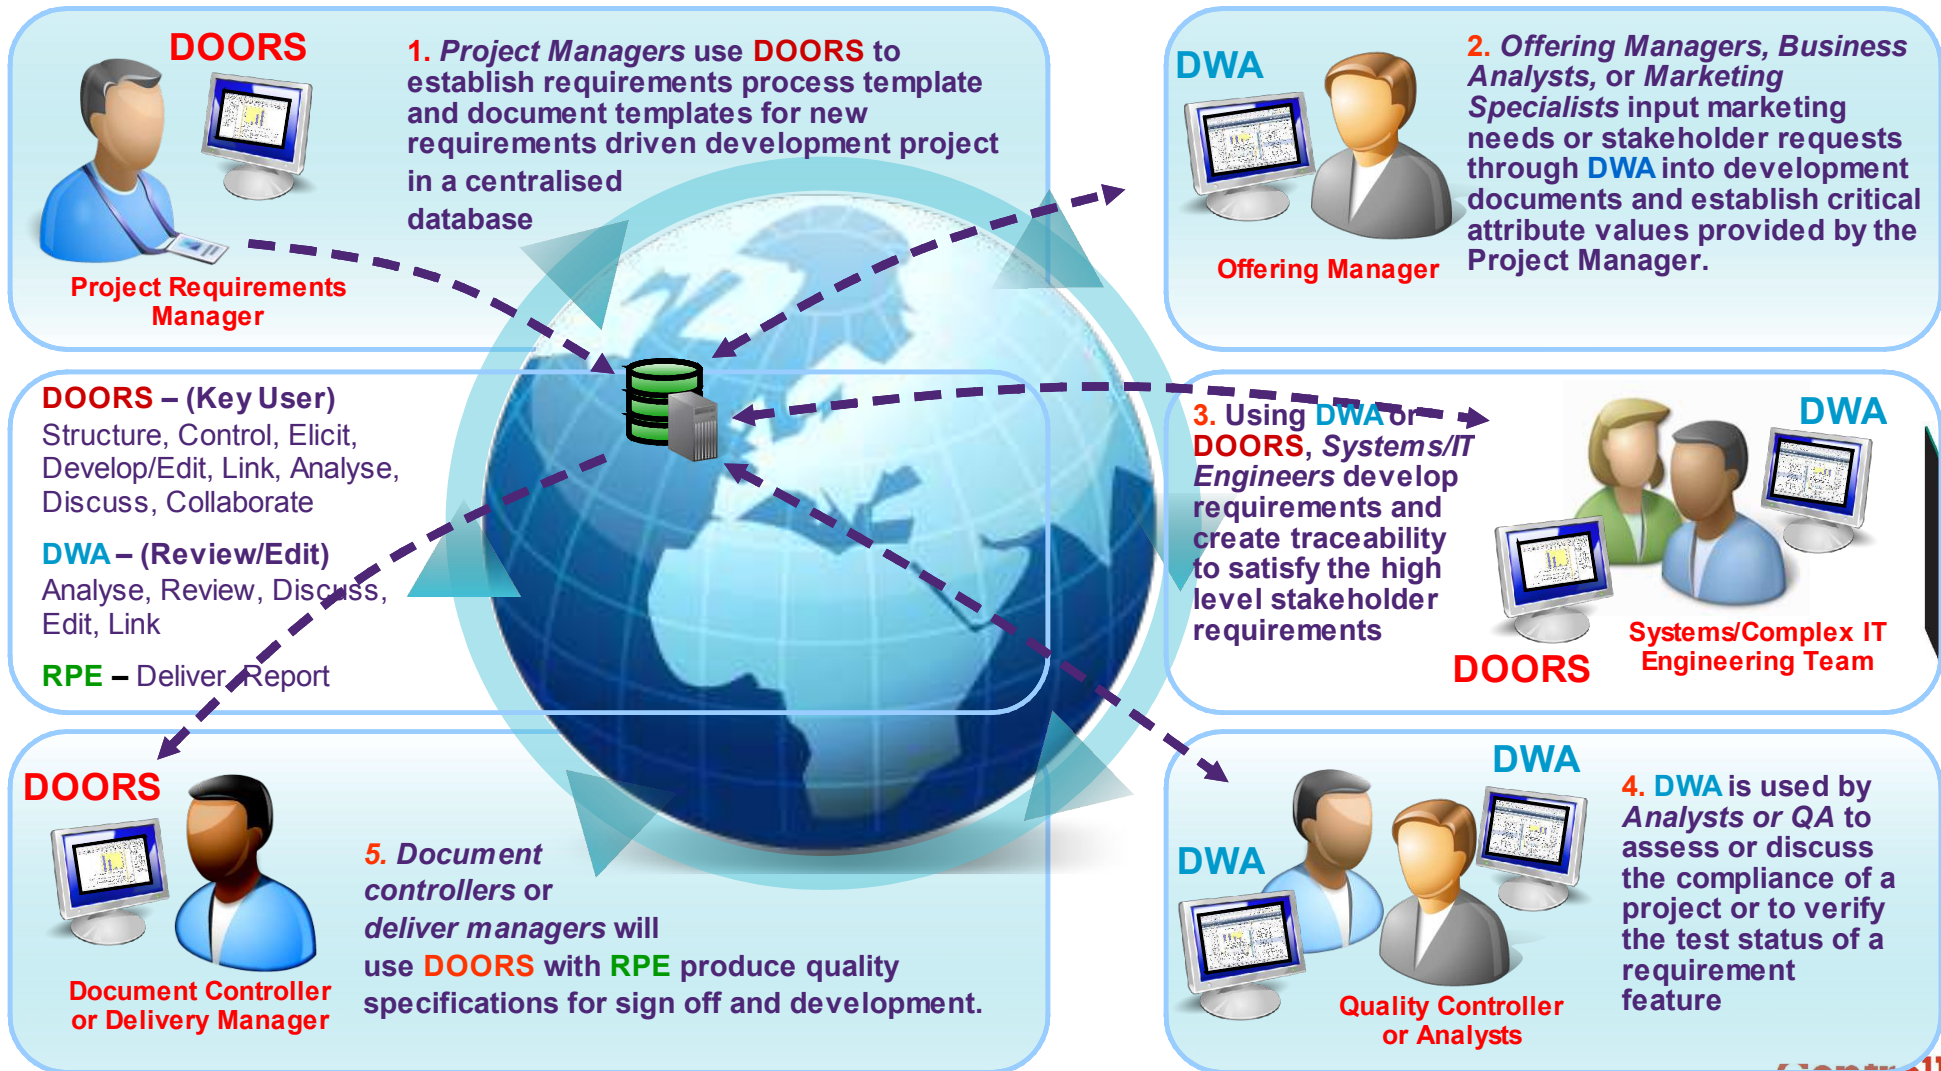 DOORS
1. Project Managers use DOORS to
establish requirements process template
and document templates for new
requirements driven development project
in a centralised
database
Project Requirements
Manager
DWA
2. Offering Managers, Business
Analysts, or Marketing
Specialists input marketing
needs or stakeholder requests
through DWA into development
documents and establish critical
attribute values provided by the
Project Manager.
Offering Manager
DOORS – (Key User)
Structure, Control, Elicit,
Develop/Edit, Link, Analyse,
Discuss, Collaborate
DWA – (Review/Edit)
Analyse, Review, Discuss,
Edit, Link
RPE – Deliver, Report
3. Using DWA or
DOORS, Systems/IT
Engineers develop
requirements and
create traceability
to satisfy the high
level stakeholder
requirements
DWA
DOORS
Systems/Complex IT
Engineering Team
DOORS
Document Controller
or Delivery Manager
5. Document
controllers or
deliver managers will
use DOORS with RPE produce quality
specifications for sign off and development.
DWA
DWA
Quality Controller
or Analysts
4. DWA is used by
Analysts or QA to
assess or discuss
the compliance of a
project or to verify
the test status of a
requirement
feature